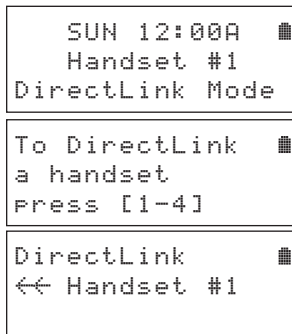 SUN 12:00A
Handset #1
DirectLink Mode
To DirectLink
a handset
press [1-4]
DirectLink
<< Handset #1